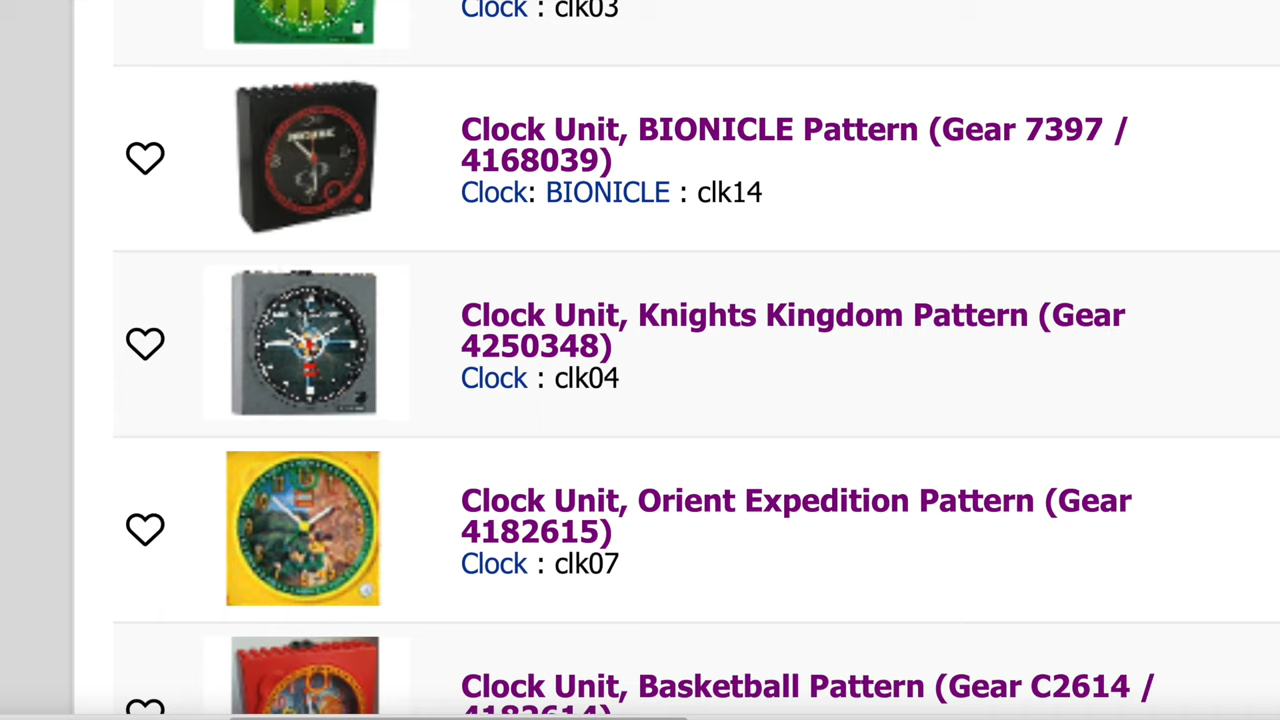 Clock : clk03
Clock Unit, BIONICLE Pattern (Gear 7397 /
4168039)
Clock: BIONICLE : clk14
Clock Unit, Knights Kingdom Pattern (Gear
4250348)
Clock : clk04
Clock Unit, Orient Expedition Pattern (Gear
4182615)
Clock : clk07
Clock Unit, Basketball Pattern (Gear C2614 /
4182614)